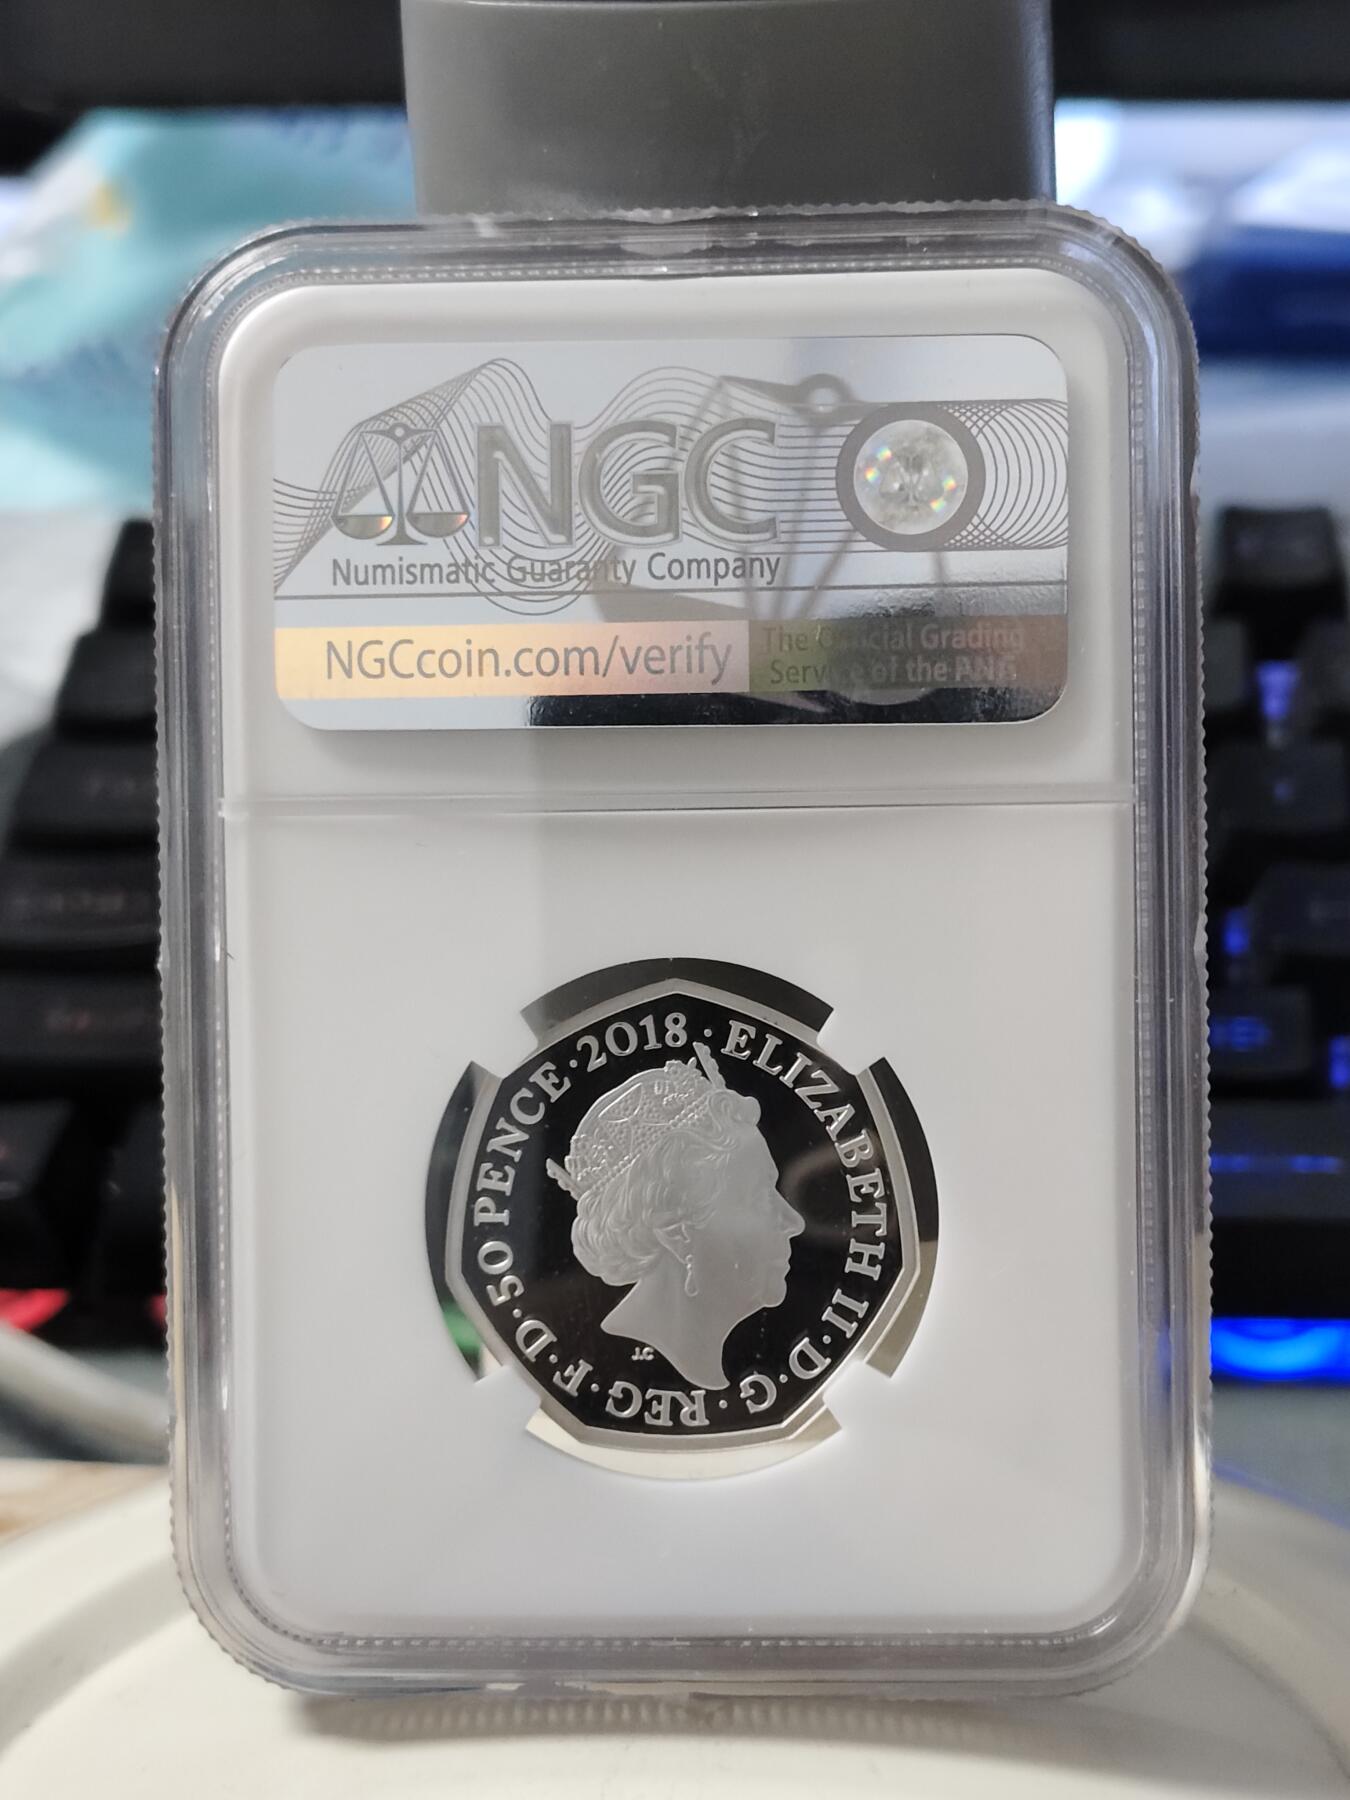 NGC
Numismatic Guaranty Company
NGCcoin.com/verify
The Official Grading
Service of the ANA
ELIZABETH II · D · G · REG · F · D · 50 PENCE · 2018 ·
J.C